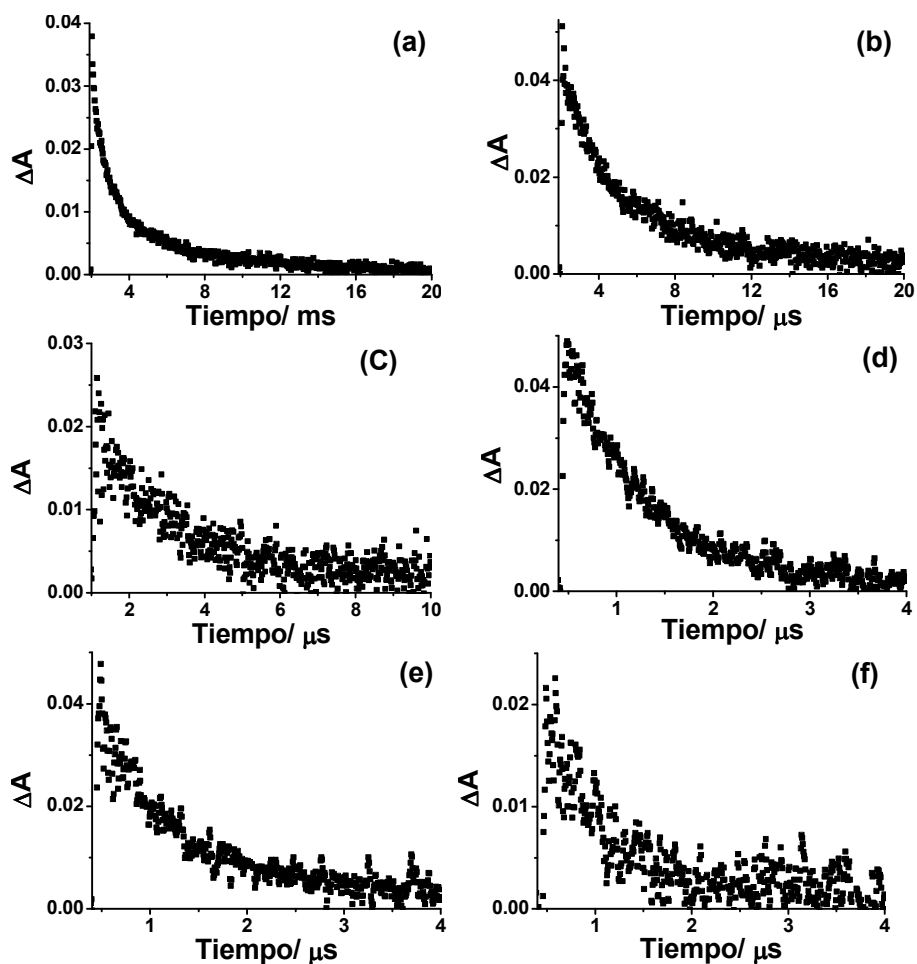 (a)
0.04
0.03
0.02
0.01
0.00
ΔA
4 8 12 16 20
Tiempo/ ms
(b)
0.04
0.02
0.00
ΔA
4 8 12 16 20
Tiempo/ μs
(C)
0.03
0.02
0.01
0.00
ΔA
2 4 6 8 10
Tiempo/ μs
(d)
0.04
0.02
0.00
ΔA
1 2 3 4
Tiempo/ μs
(e)
0.04
0.02
0.00
ΔA
1 2 3 4
Tiempo/ μs
(f)
0.02
0.01
0.00
ΔA
1 2 3 4
Tiempo/ μs